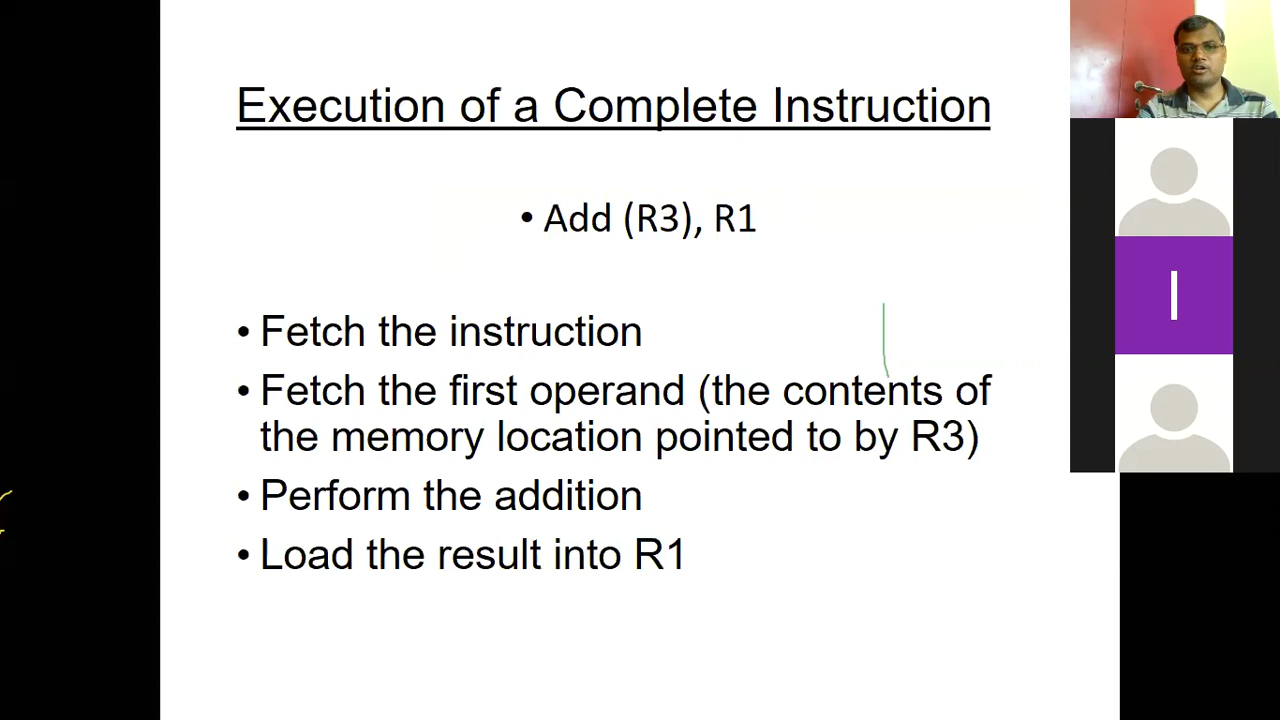 Execution of a Complete Instruction
• Add (R3), R1
• Fetch the instruction
• Fetch the first operand (the contents of
the memory location pointed to by R3)
• Perform the addition
• Load the result into R1
I